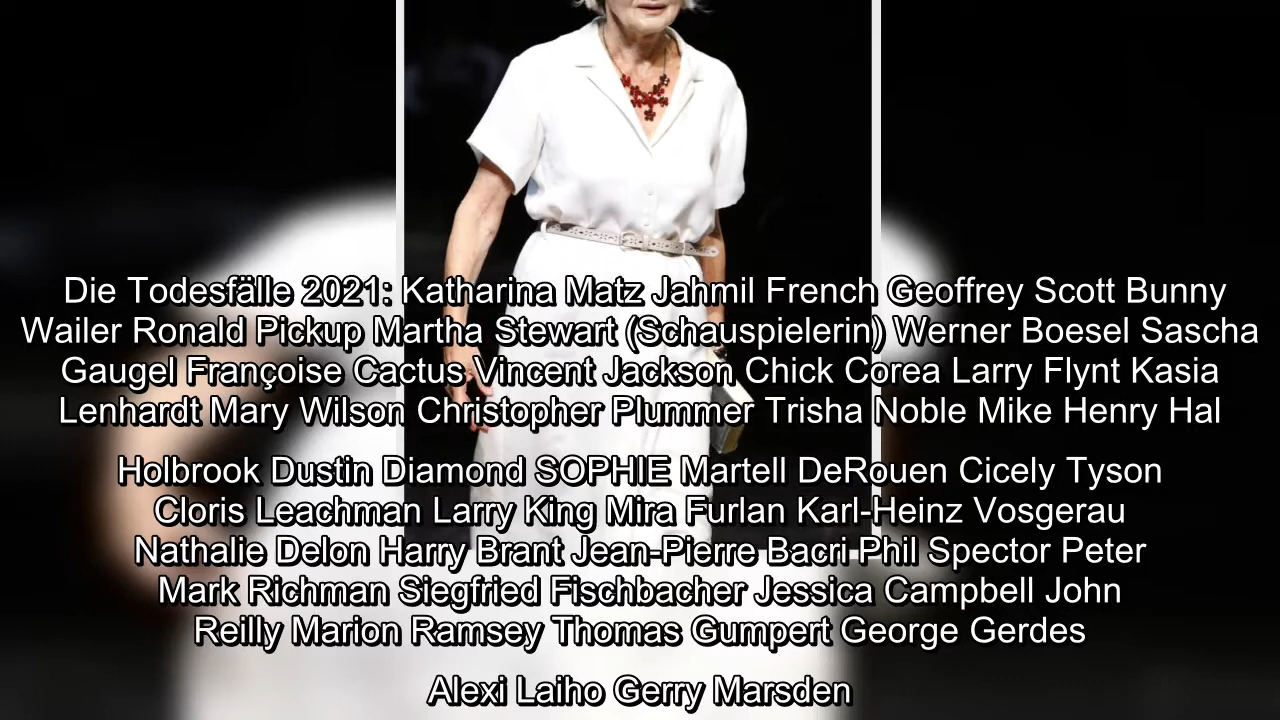 Die Todesfälle 2021: Katharina Matz Jahmil French Geoffrey Scott Bunny
Wailer Ronald Pickup Martha Stewart (Schauspielerin) Werner Boesel Sascha
Gaugel Françoise Cactus Vincent Jackson Chick Corea Larry Flynt Kasia
Lenhardt Mary Wilson Christopher Plummer Trisha Noble Mike Henry Hal
Holbrook Dustin Diamond SOPHIE Martell DeRouen Cicely Tyson
Cloris Leachman Larry King Mira Furlan Karl-Heinz Vosgerau
Nathalie Delon Harry Brant Jean-Pierre Bacri Phil Spector Peter
Mark Richman Siegfried Fischbacher Jessica Campbell John
Reilly Marion Ramsey Thomas Gumpert George Gerdes
Alexi Laiho Gerry Marsden